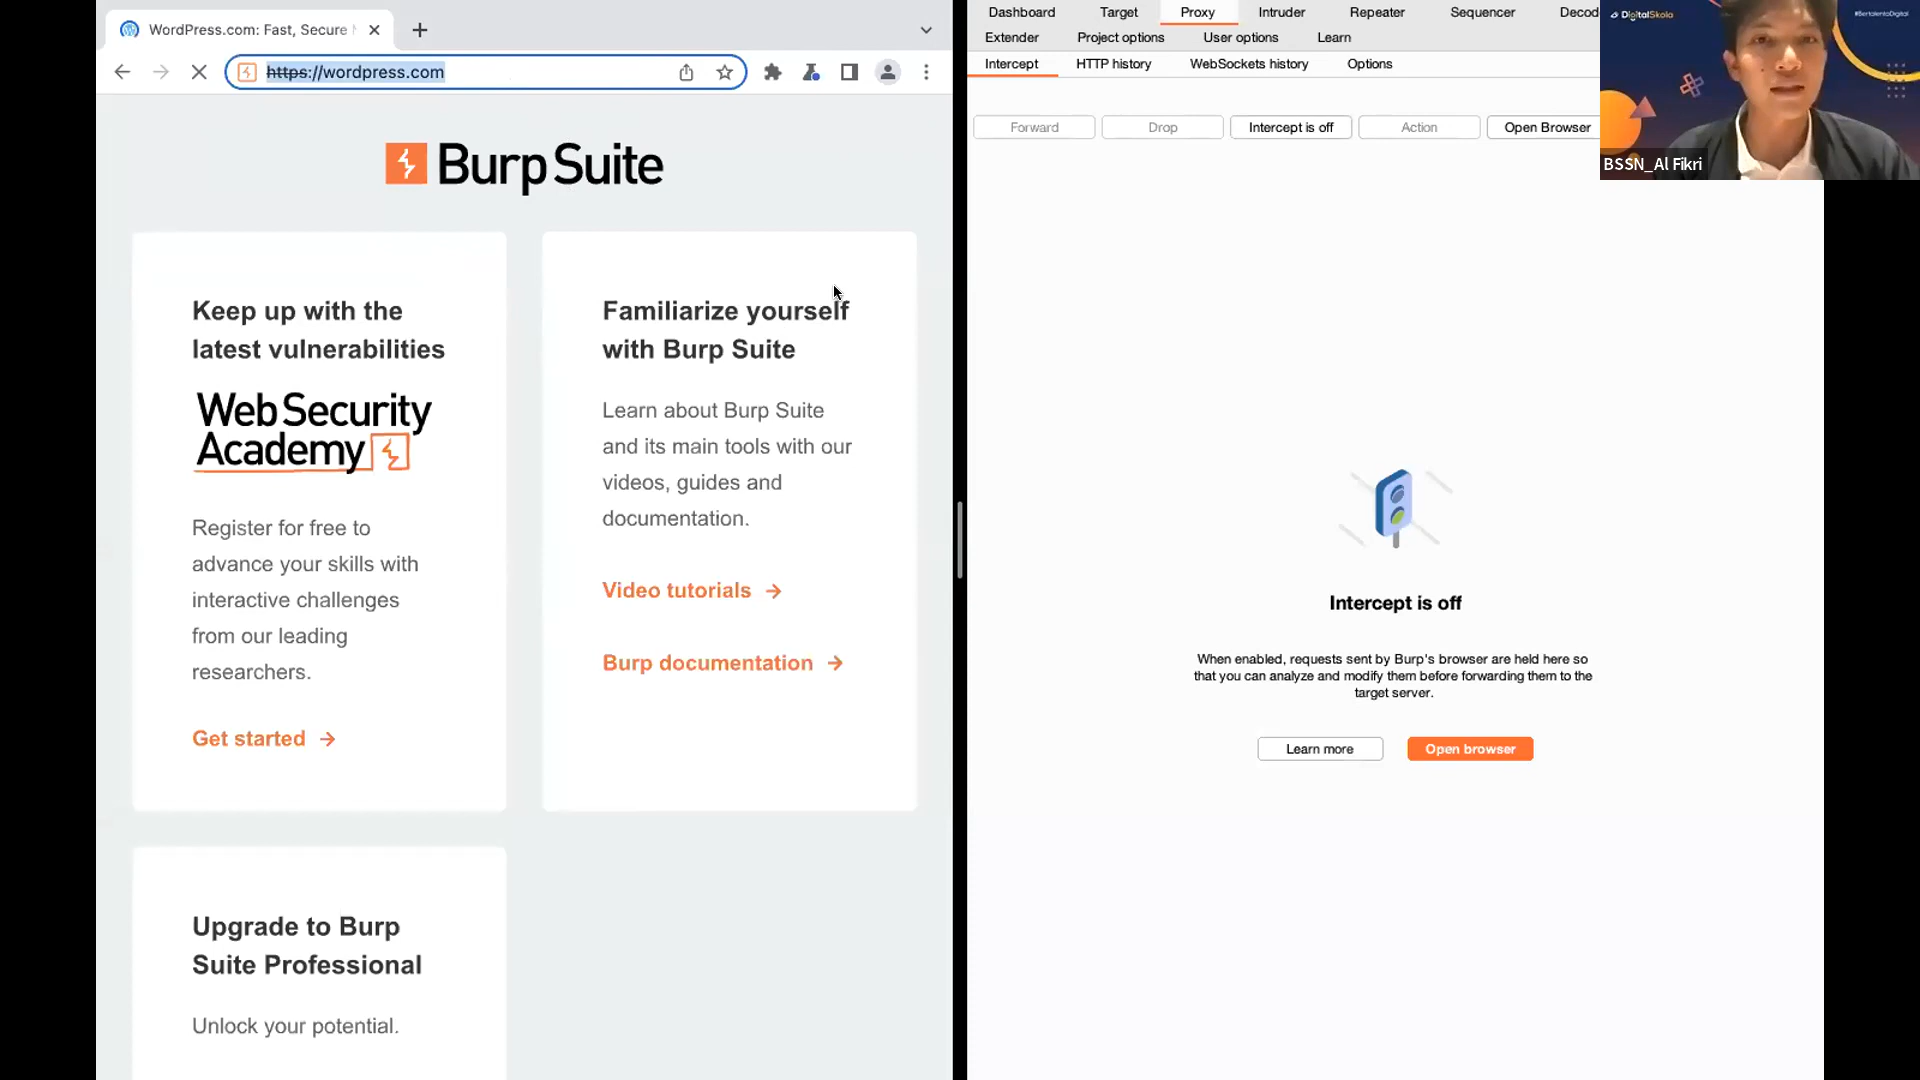 WordPress.com: Fast, Secure
https://wordpress.com
Burp Suite
Keep up with the
latest vulnerabilities
Web Security
Academy
Register for free to
advance your skills with
interactive challenges
from our leading
researchers.
Get started →
Familiarize yourself
with Burp Suite
Learn about Burp Suite
and its main tools with our
videos, guides and
documentation.
Video tutorials →
Burp documentation →
Upgrade to Burp
Suite Professional
Unlock your potential.
Dashboard Target Proxy Intruder Repeater Sequencer Decod
Extender Project options User options Learn
Intercept HTTP history WebSockets history Options
Forward Drop Intercept is off Action Open Browser
Intercept is off
When enabled, requests sent by Burp's browser are held here so
that you can analyze and modify them before forwarding them to the
target server.
Learn more Open browser
DigitalSkola
#BertalentaDigital
BSSN_Al Fikri